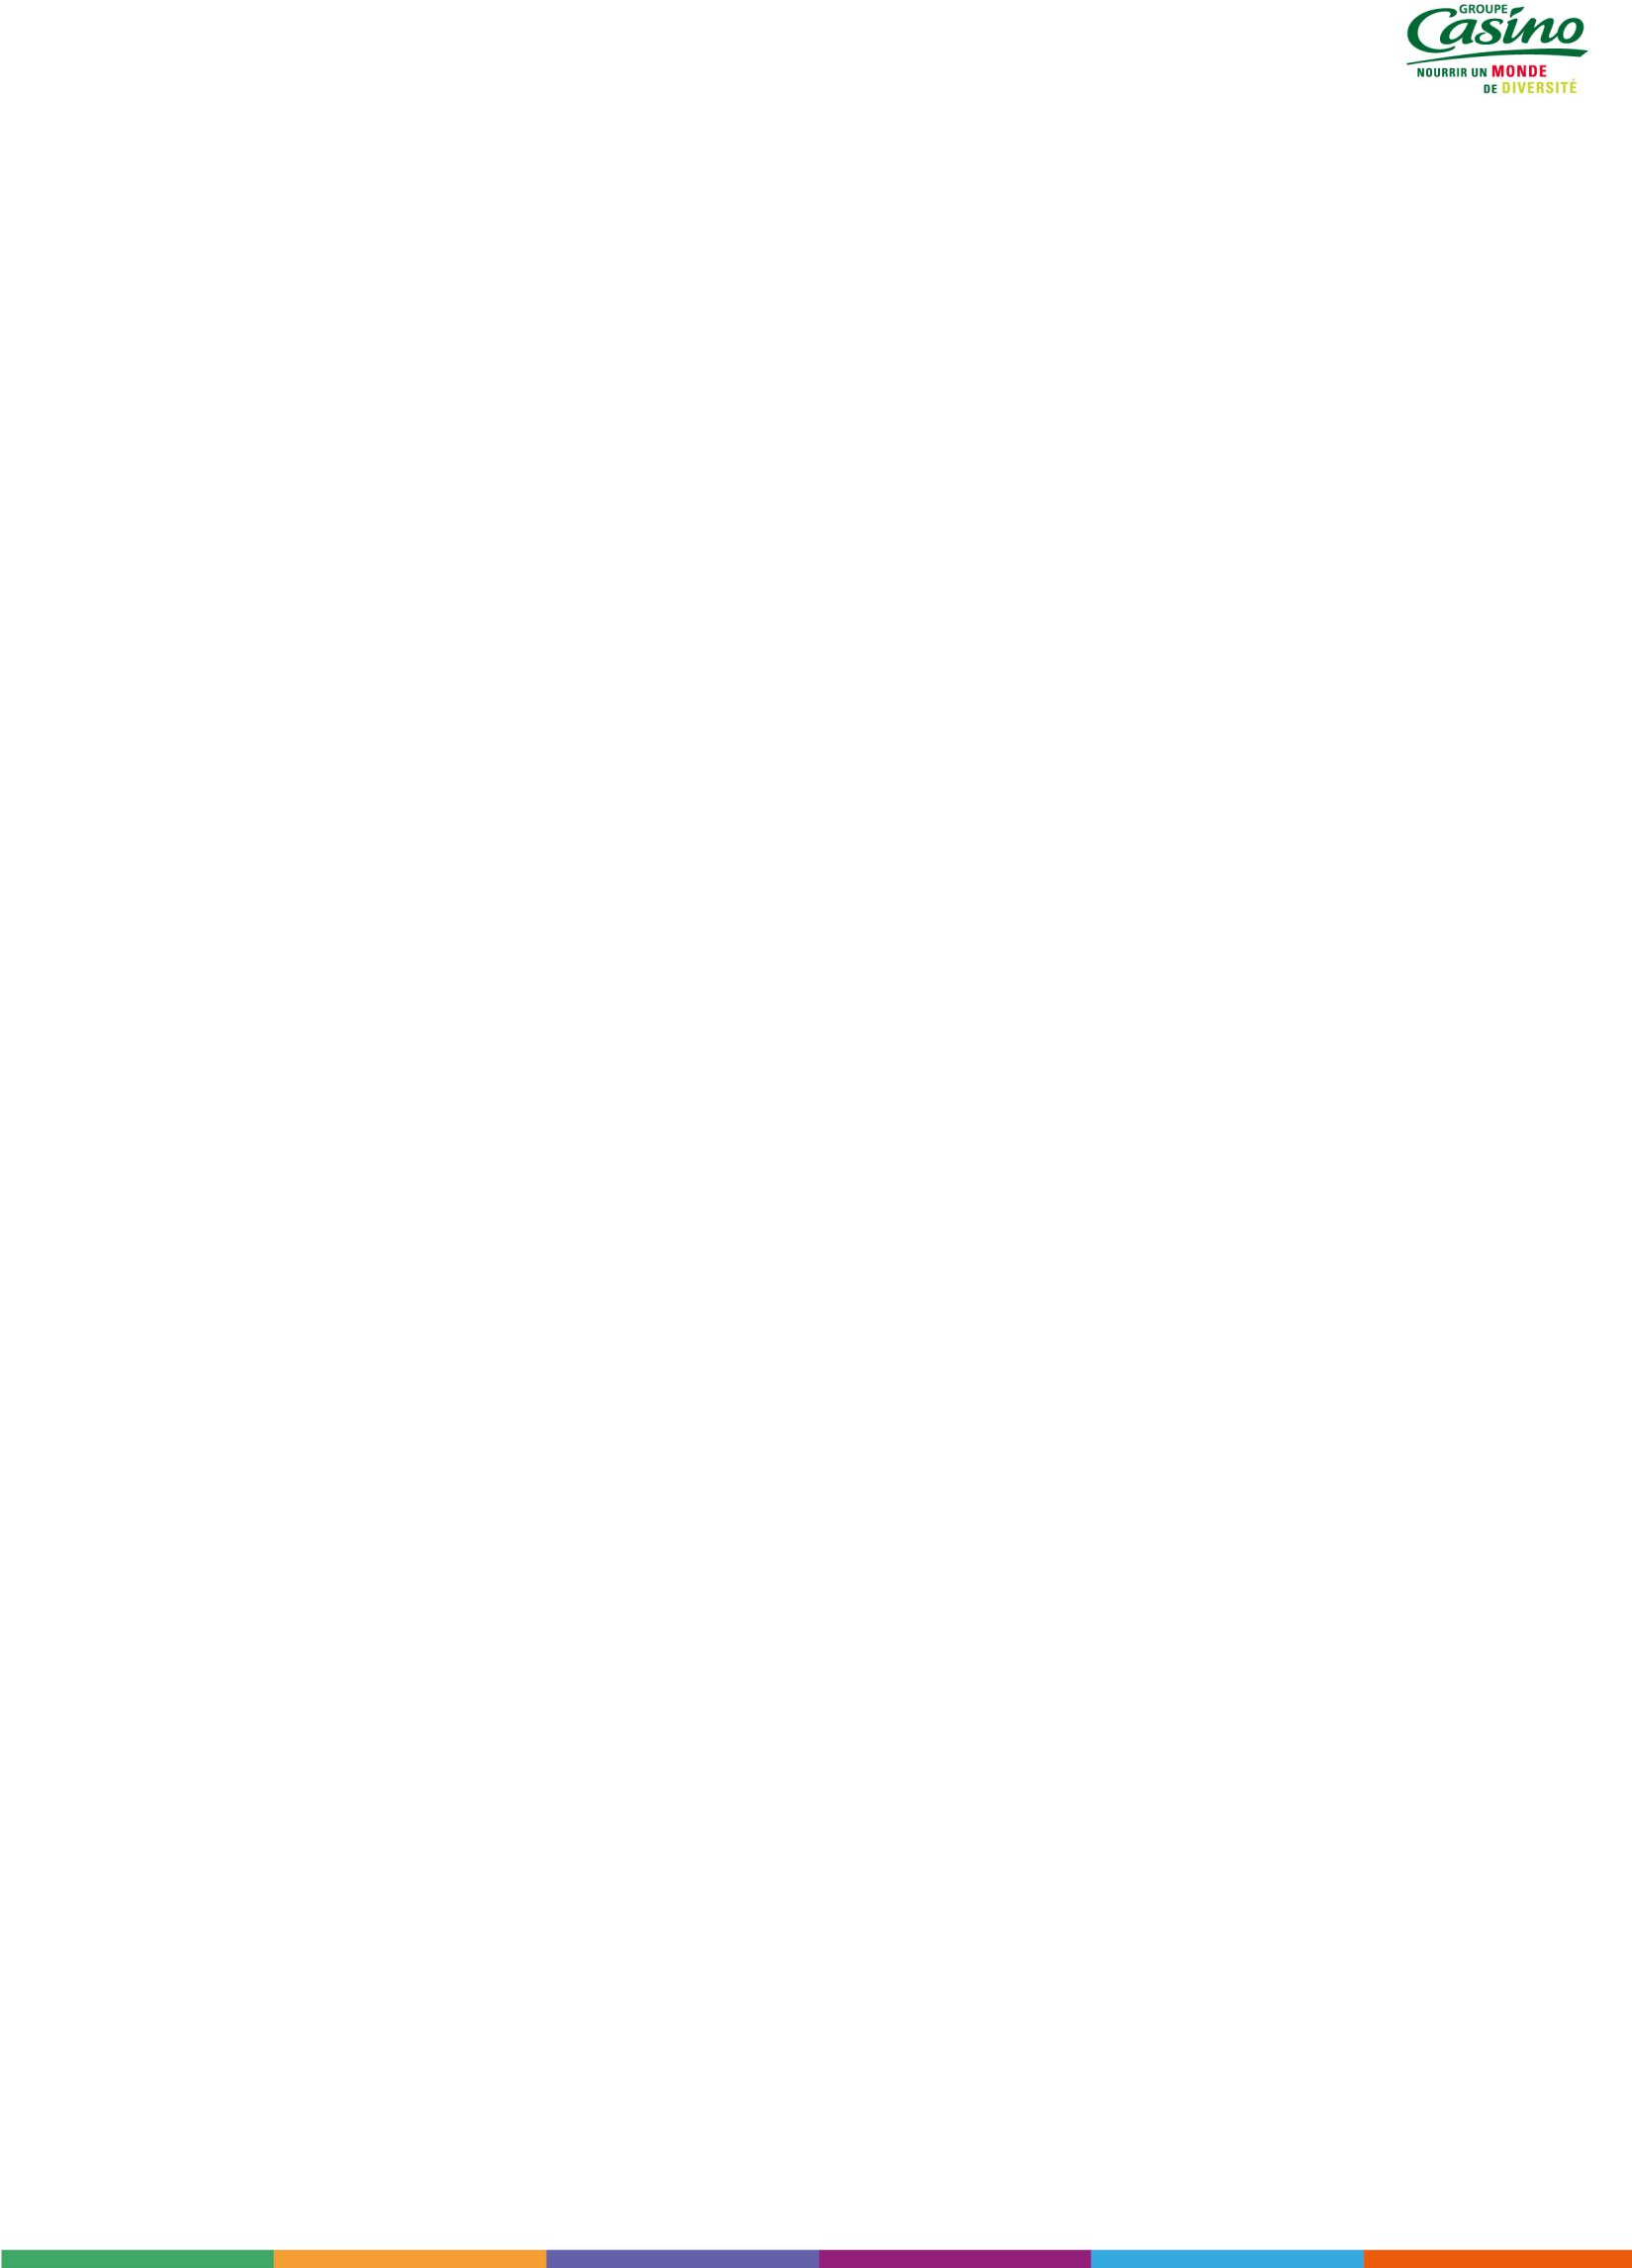 GROUPE
Casino
NOURRIR UN MONDE
DE DIVERSITÉ